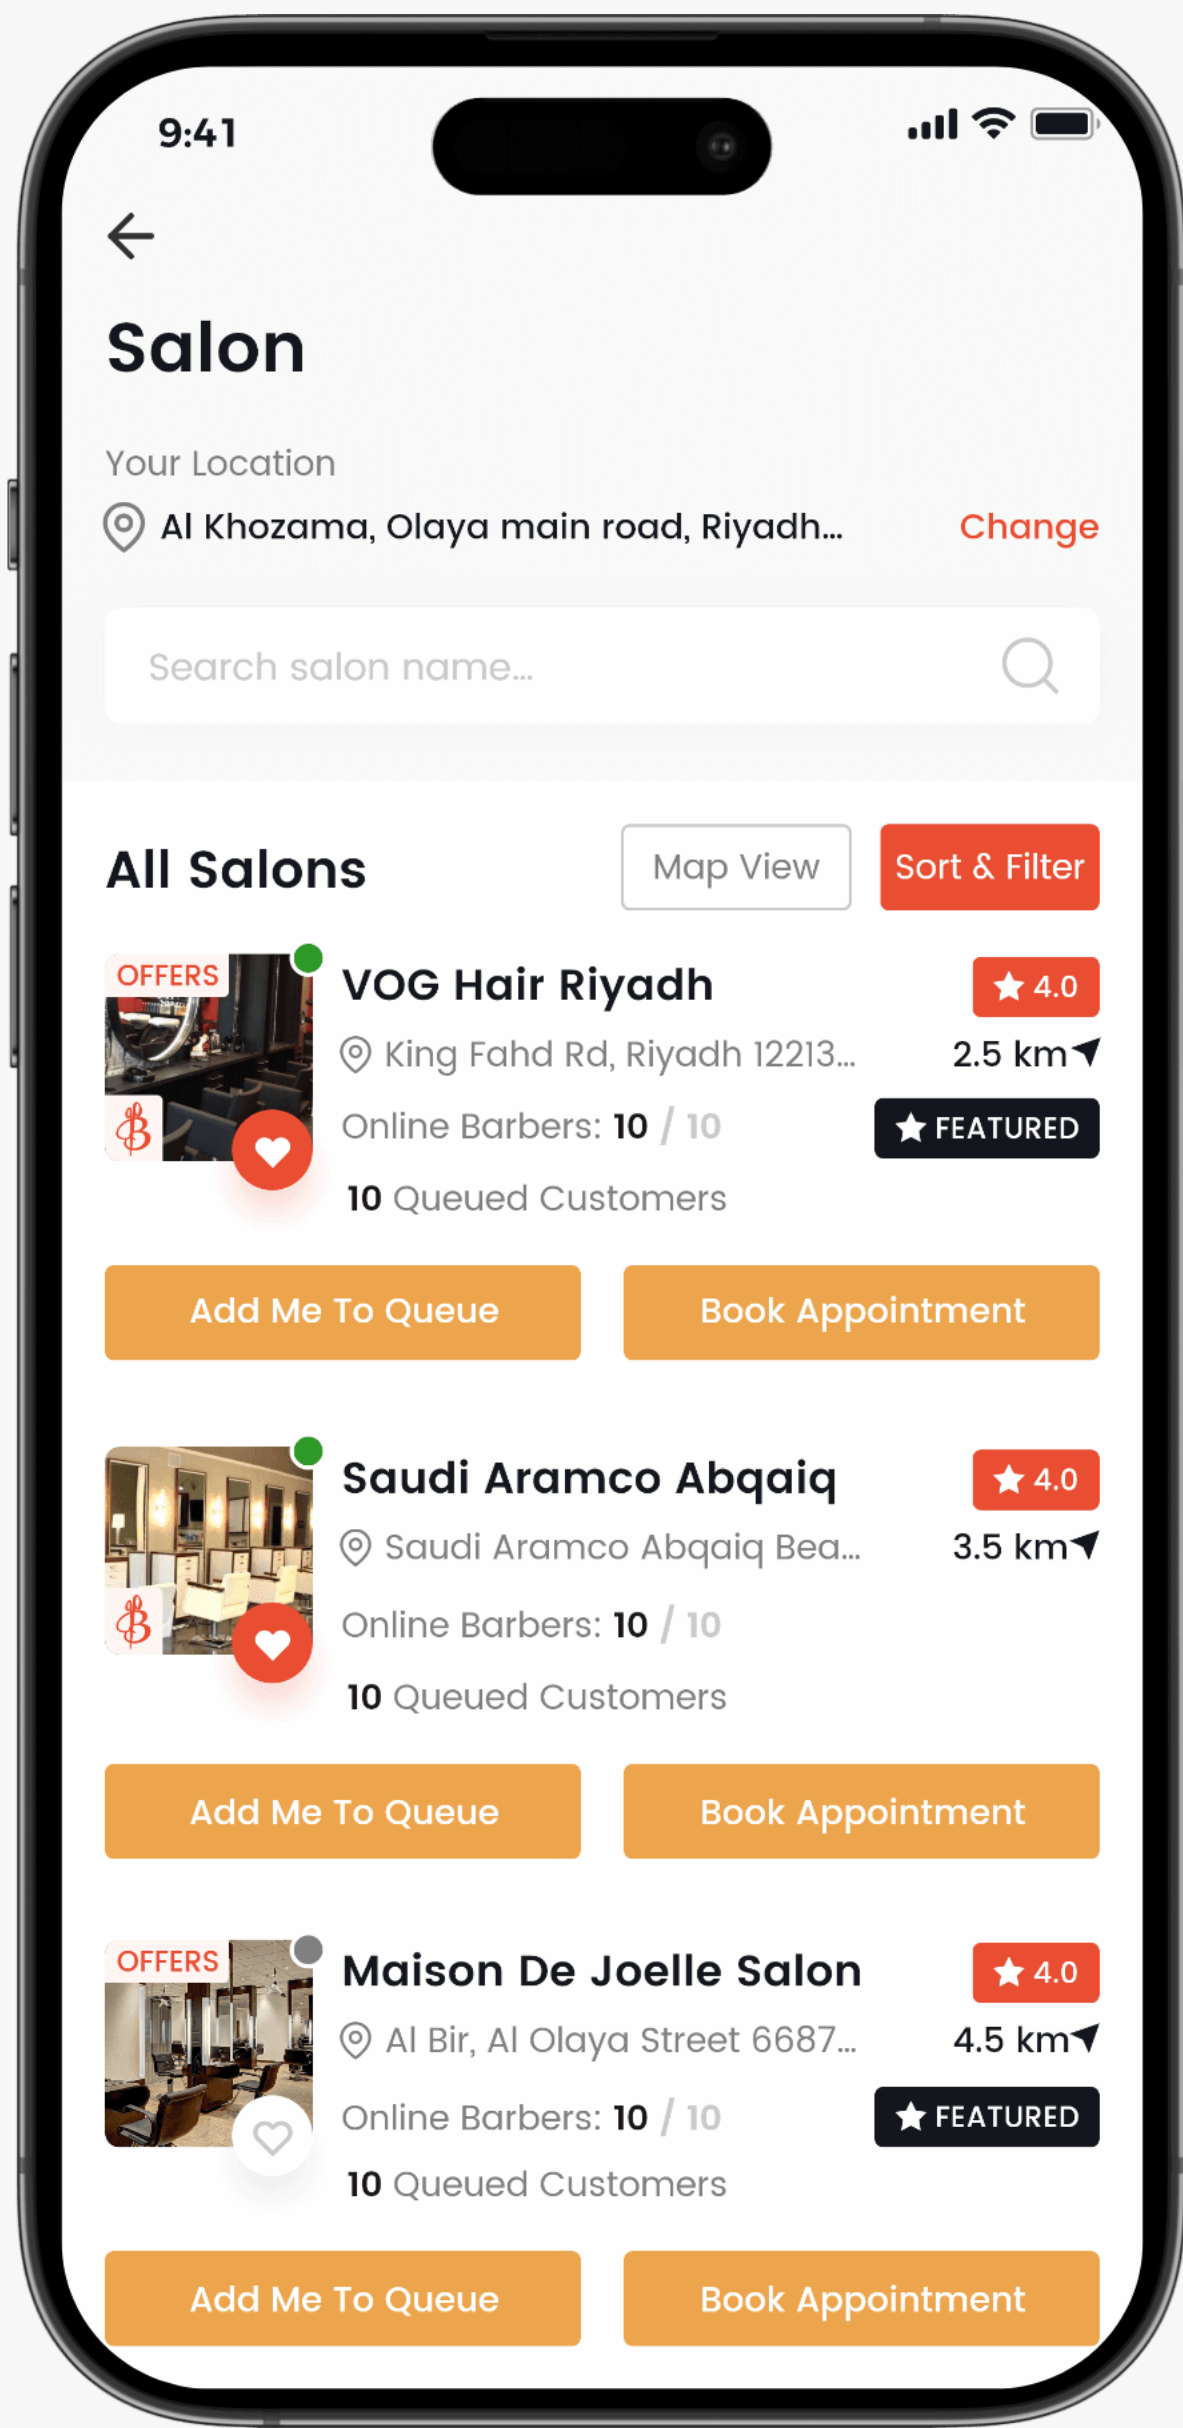 9:41
Salon
Your Location
Al Khozama, Olaya main road, Riyadh...
Change
Search salon name...
All Salons
Map View
Sort & Filter
OFFERS
VOG Hair Riyadh
4.0
King Fahd Rd, Riyadh 12213...
2.5 km
Online Barbers: 10 / 10
FEATURED
B
10 Queued Customers
Add Me To Queue
Book Appointment
Saudi Aramco Abqaiq
4.0
Saudi Aramco Abqaiq Bea...
3.5 km
Online Barbers: 10 / 10
B
10 Queued Customers
Add Me To Queue
Book Appointment
OFFERS
Maison De Joelle Salon
4.0
Al Bir, Al Olaya Street 6687...
4.5 km
Online Barbers: 10 / 10
FEATURED
10 Queued Customers
Add Me To Queue
Book Appointment